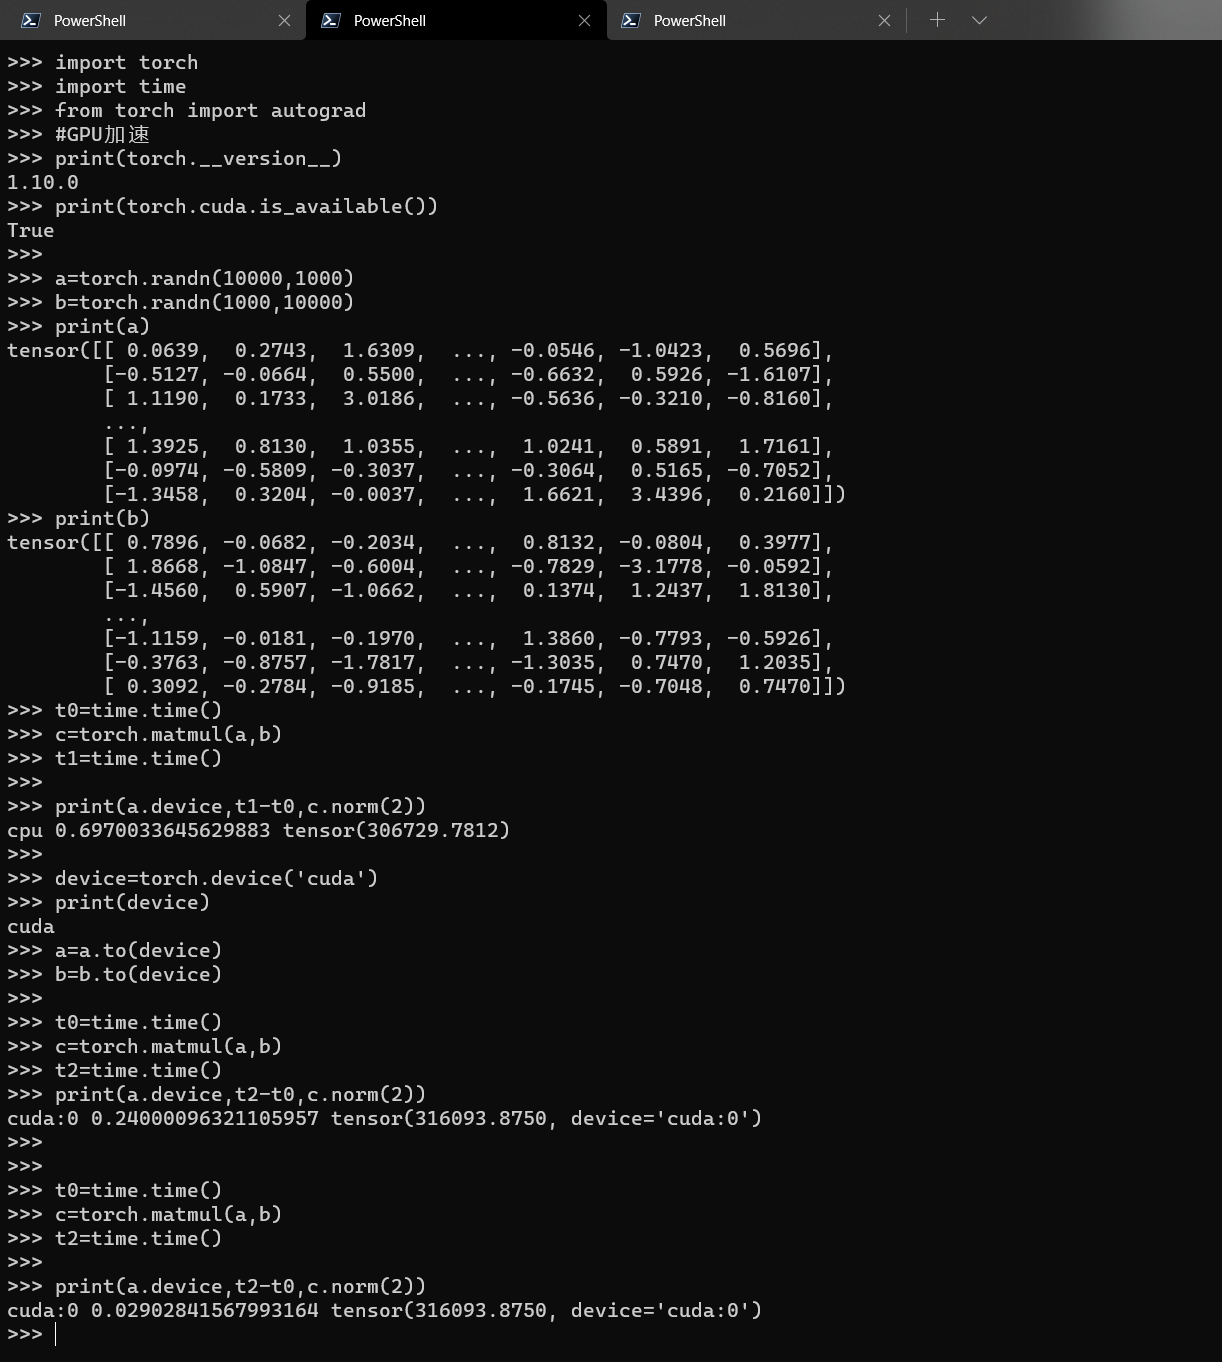 PowerShell PowerShell PowerShell
>>> import torch
>>> import time
>>> from torch import autograd
>>> #GPU加速
>>> print(torch.__version__)
1.10.0
>>> print(torch.cuda.is_available())
True
>>>
>>> a=torch.randn(10000,1000)
>>> b=torch.randn(1000,10000)
>>> print(a)
tensor([[ 0.0639,  0.2743,  1.6309,  ..., -0.0546, -1.0423,  0.5696],
        [-0.5127, -0.0664,  0.5500,  ..., -0.6632,  0.5926, -1.6107],
        [ 1.1190,  0.1733,  3.0186,  ..., -0.5636, -0.3210, -0.8160],
        ...,
        [ 1.3925,  0.8130,  1.0355,  ...,  1.0241,  0.5891,  1.7161],
        [-0.0974, -0.5809, -0.3037,  ..., -0.3064,  0.5165, -0.7052],
        [-1.3458,  0.3204, -0.0037,  ...,  1.6621,  3.4396,  0.2160]])
>>> print(b)
tensor([[ 0.7896, -0.0682, -0.2034,  ...,  0.8132, -0.0804,  0.3977],
        [ 1.8668, -1.0847, -0.6004,  ..., -0.7829, -3.1778, -0.0592],
        [-1.4560,  0.5907, -1.0662,  ...,  0.1374,  1.2437,  1.8130],
        ...,
        [-1.1159, -0.0181, -0.1970,  ...,  1.3860, -0.7793, -0.5926],
        [-0.3763, -0.8757, -1.7817,  ..., -1.3035,  0.7470,  1.2035],
        [ 0.3092, -0.2784, -0.9185,  ..., -0.1745, -0.7048,  0.7470]])
>>> t0=time.time()
>>> c=torch.matmul(a,b)
>>> t1=time.time()
>>>
>>> print(a.device,t1-t0,c.norm(2))
cpu 0.6970033645629883 tensor(306729.7812)
>>>
>>> device=torch.device('cuda')
>>> print(device)
cuda
>>> a=a.to(device)
>>> b=b.to(device)
>>>
>>> t0=time.time()
>>> c=torch.matmul(a,b)
>>> t2=time.time()
>>> print(a.device,t2-t0,c.norm(2))
cuda:0 0.24000096321105957 tensor(316093.8750, device='cuda:0')
>>>
>>>
>>> t0=time.time()
>>> c=torch.matmul(a,b)
>>> t2=time.time()
>>>
>>> print(a.device,t2-t0,c.norm(2))
cuda:0 0.02902841567993164 tensor(316093.8750, device='cuda:0')
>>>